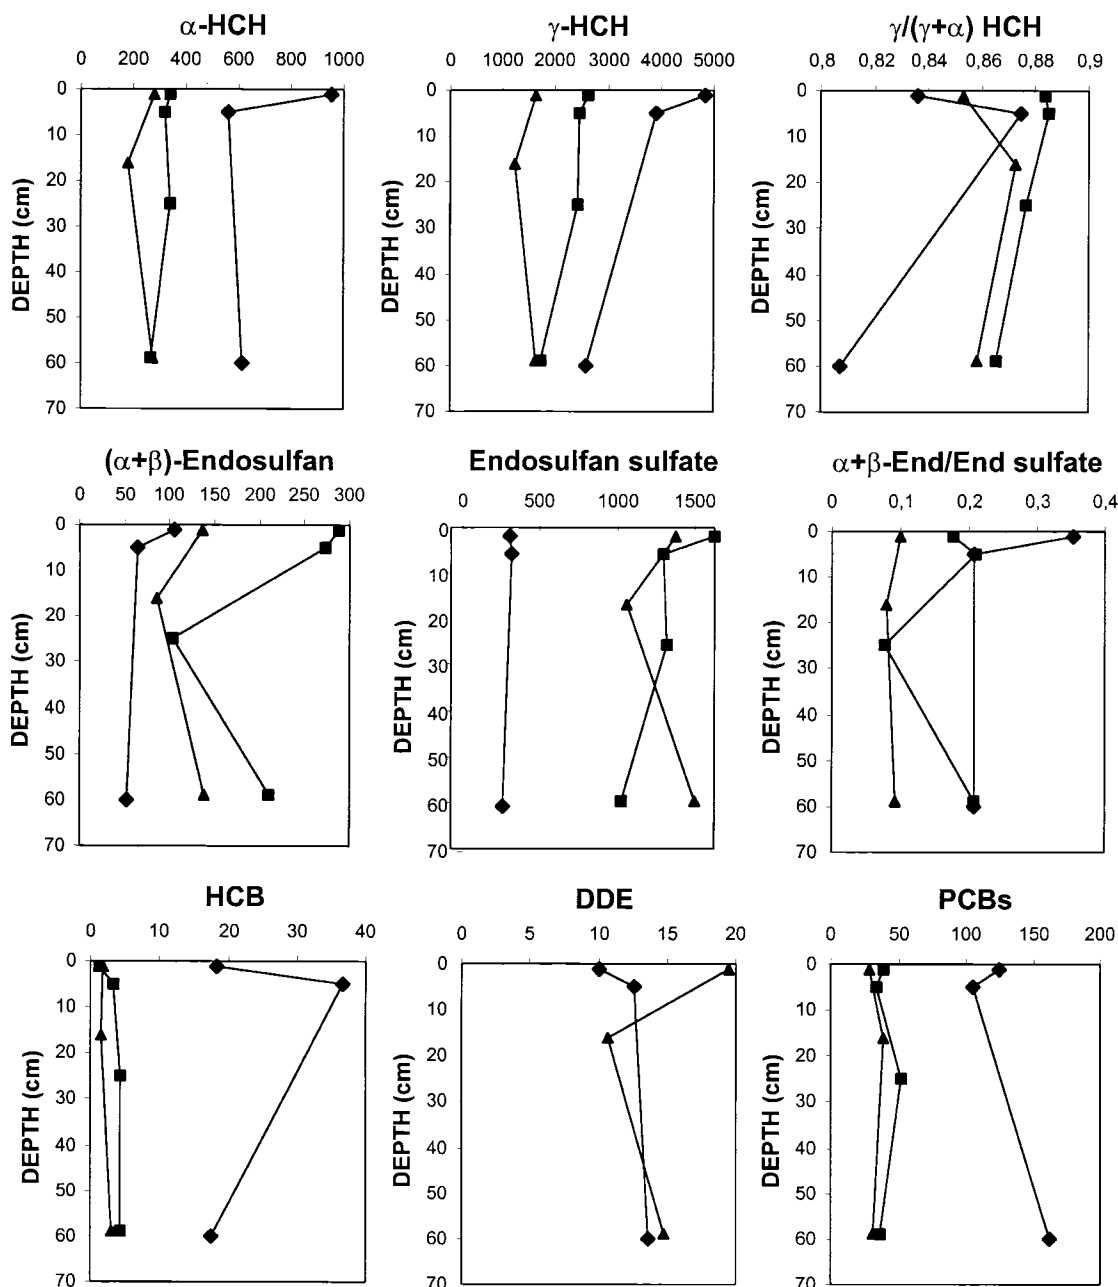 α-HCH
0 200 400 600 800 1000
0
10
20
30
40
50
60
70
DEPTH (cm)
γ-HCH
0 1000 2000 3000 4000 5000
0
10
20
30
40
50
60
70
DEPTH (cm)
γ/(γ+α) HCH
0,8 0,82 0,84 0,86 0,88 0,9
0
10
20
30
40
50
60
70
DEPTH (cm)
(α+β)-Endosulfan
0 50 100 150 200 250 300
0
10
20
30
40
50
60
70
DEPTH (cm)
Endosulfan sulfate
0 500 1000 1500
0
10
20
30
40
50
60
70
DEPTH (cm)
α+β-End/End sulfate
0 0,1 0,2 0,3 0,4
0
10
20
30
40
50
60
70
DEPTH (cm)
HCB
0 10 20 30 40
0
10
20
30
40
50
60
70
DEPTH (cm)
DDE
0 5 10 15 20
0
10
20
30
40
50
60
70
DEPTH (cm)
PCBs
0 50 100 150 200
0
10
20
30
40
50
60
70
DEPTH (cm)